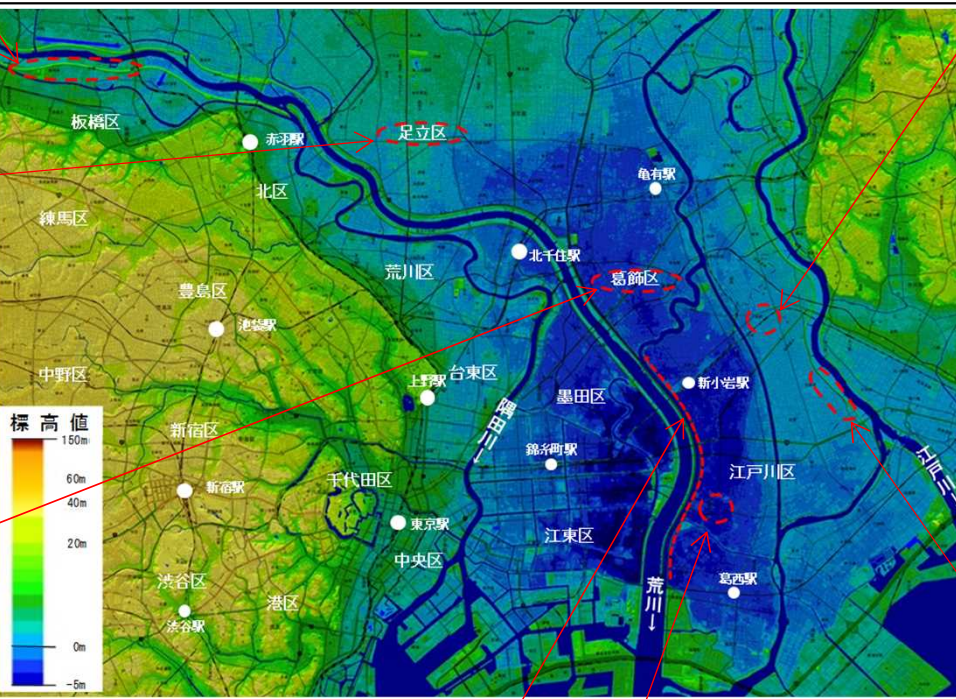 板橋区
赤羽駅
足立区
亀有駅
北区
練馬区
北千住駅
荒川区
葛飾区
豊島区
池袋駅
中野区
上野駅
台東区
新小岩駅
墨田区
隅田川
標高値
150m
60m
40m
20m
0m
-5m
新宿区
錦糸町駅
江戸川区
江戸川
新宿駅
千代田区
東京駅
江東区
中央区
渋谷区
港区
渋谷駅
荒川
葛西駅